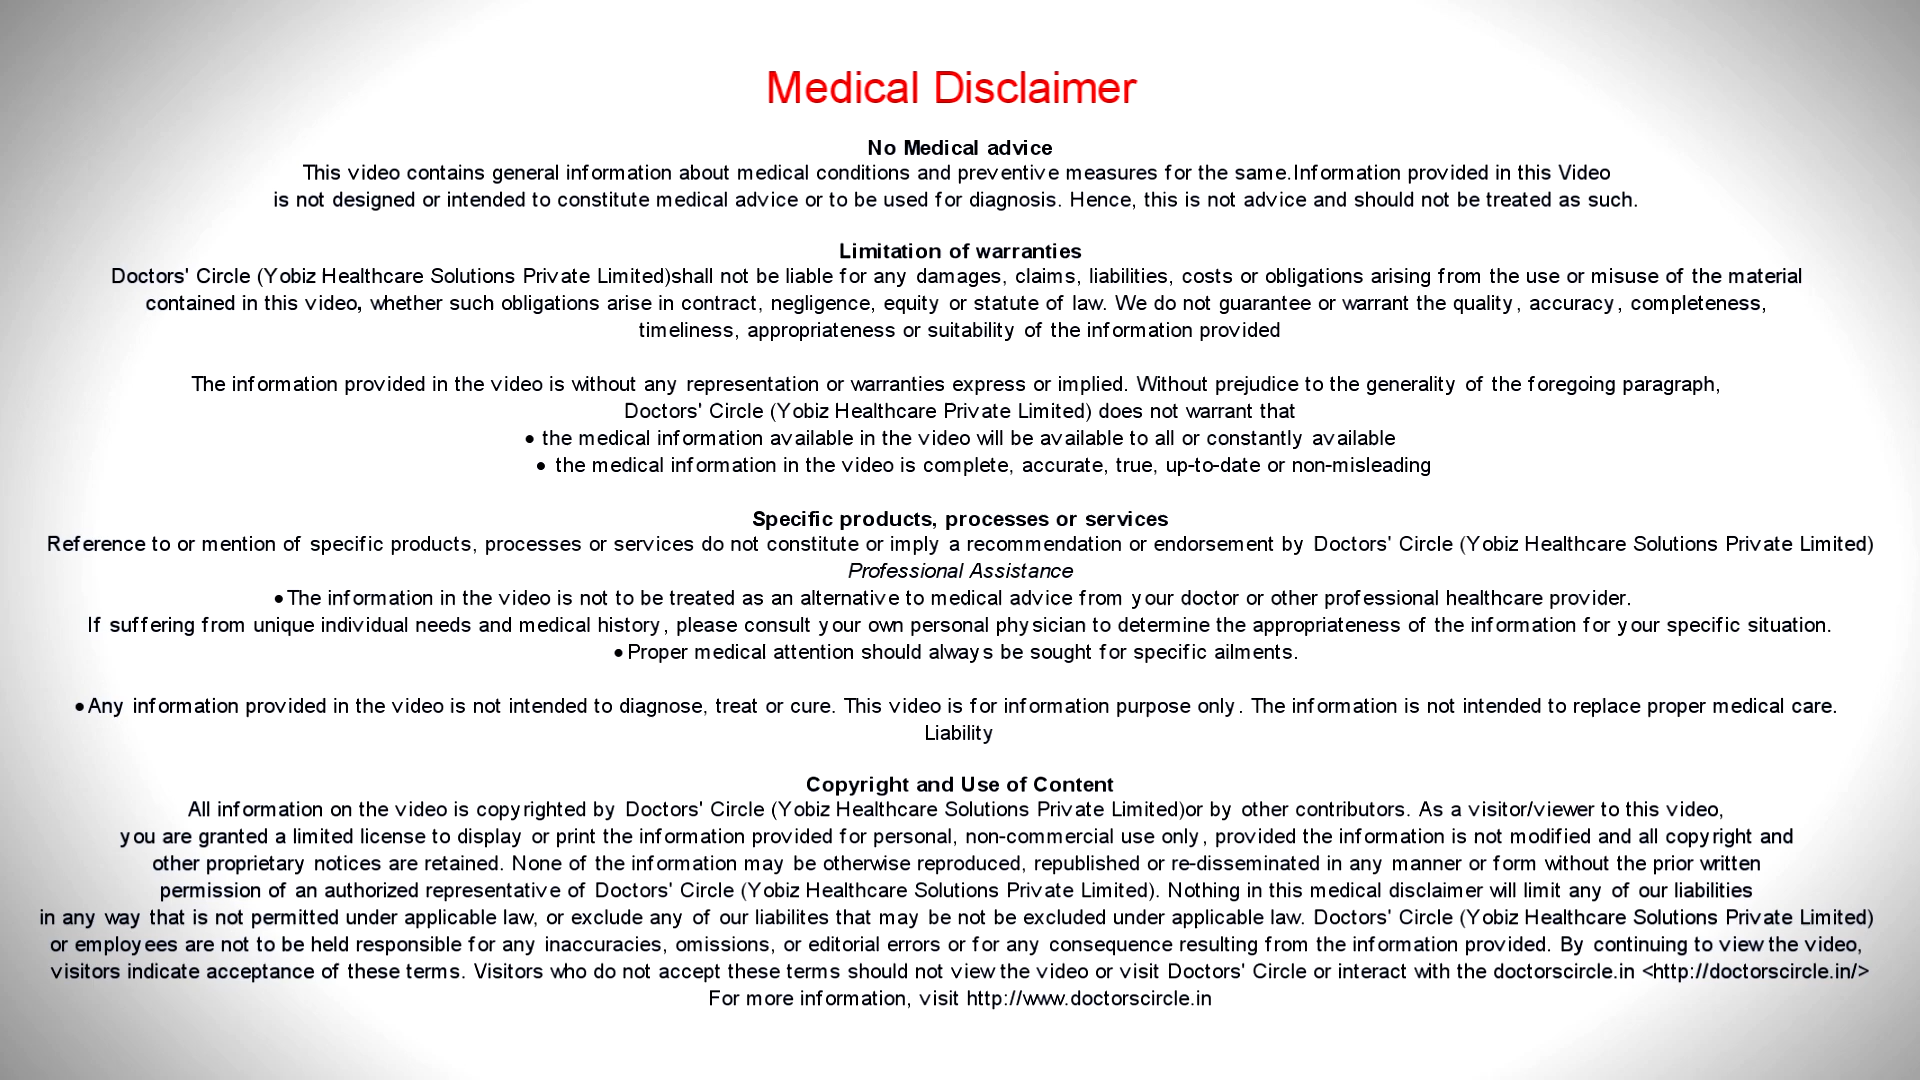 Medical Disclaimer
No Medical advice
This video contains general information about medical conditions and preventive measures for the same.Information provided in this Video
is not designed or intended to constitute medical advice or to be used for diagnosis. Hence, this is not advice and should not be treated as such.
Limitation of warranties
Doctors' Circle (Yobiz Healthcare Solutions Private Limited)shall not be liable for any damages, claims, liabilities, costs or obligations arising from the use or misuse of the material
contained in this video, whether such obligations arise in contract, negligence, equity or statute of law. We do not guarantee or warrant the quality, accuracy, completeness,
timeliness, appropriateness or suitability of the information provided
The information provided in the video is without any representation or warranties express or implied. Without prejudice to the generality of the foregoing paragraph,
Doctors' Circle (Yobiz Healthcare Private Limited) does not warrant that
• the medical information available in the video will be available to all or constantly available
• the medical information in the video is complete, accurate, true, up-to-date or non-misleading
Specific products, processes or services
Reference to or mention of specific products, processes or services do not constitute or imply a recommendation or endorsement by Doctors' Circle (Yobiz Healthcare Solutions Private Limited)
Professional Assistance
•The information in the video is not to be treated as an alternative to medical advice from your doctor or other professional healthcare provider.
If suffering from unique individual needs and medical history, please consult your own personal physician to determine the appropriateness of the information for your specific situation.
•Proper medical attention should always be sought for specific ailments.
•Any information provided in the video is not intended to diagnose, treat or cure. This video is for information purpose only. The information is not intended to replace proper medical care.
Liability
Copyright and Use of Content
All information on the video is copyrighted by Doctors' Circle (Yobiz Healthcare Solutions Private Limited)or by other contributors. As a visitor/viewer to this video,
you are granted a limited license to display or print the information provided for personal, non-commercial use only, provided the information is not modified and all copyright and
other proprietary notices are retained. None of the information may be otherwise reproduced, republished or re-disseminated in any manner or form without the prior written
permission of an authorized representative of Doctors' Circle (Yobiz Healthcare Solutions Private Limited). Nothing in this medical disclaimer will limit any of our liabilities
in any way that is not permitted under applicable law, or exclude any of our liabilites that may be not be excluded under applicable law. Doctors' Circle (Yobiz Healthcare Solutions Private Limited)
or employees are not to be held responsible for any inaccuracies, omissions, or editorial errors or for any consequence resulting from the information provided. By continuing to view the video,
visitors indicate acceptance of these terms. Visitors who do not accept these terms should not view the video or visit Doctors' Circle or interact with the doctorscircle.in <http://doctorscircle.in/>
For more information, visit http://www.doctorscircle.in